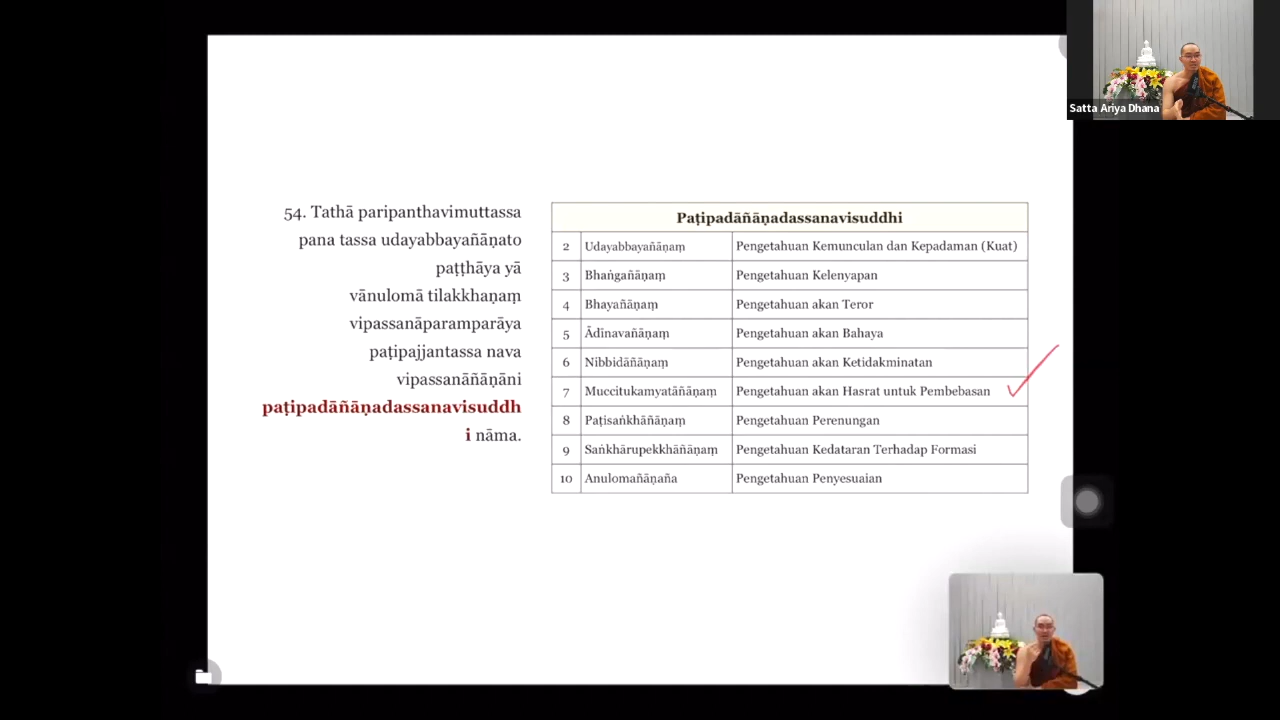 Satta Ariya Dhana
54. Tathā paripanthavimuttassa
pana tassa udayabbayañāṇato
paṭṭhāya yā
vānulomā tilakkhaṇaṃ
vipassanāparamparāya
paṭipajjantassa nava
vipassanāñāṇāni
paṭipadāñāṇadassanavisuddh
i nāma.
Paṭipadāñāṇadassanavisuddhi
2 Udayabbayañāṇaṃ Pengetahuan Kemunculan dan Kepadaman (Kuat)
3 Bhaṅgañāṇaṃ Pengetahuan Kelenyapan
4 Bhayañāṇaṃ Pengetahuan akan Teror
5 Ādīnavañāṇaṃ Pengetahuan akan Bahaya
6 Nibbidāñāṇaṃ Pengetahuan akan Ketidakminatan
7 Muccitukamyatāñāṇaṃ Pengetahuan akan Hasrat untuk Pembebasan
8 Paṭisaṅkhāñāṇaṃ Pengetahuan Perenungan
9 Saṅkhārupekkhāñāṇaṃ Pengetahuan Kedataran Terhadap Formasi
10 Anulomañāṇaña Pengetahuan Penyesuaian